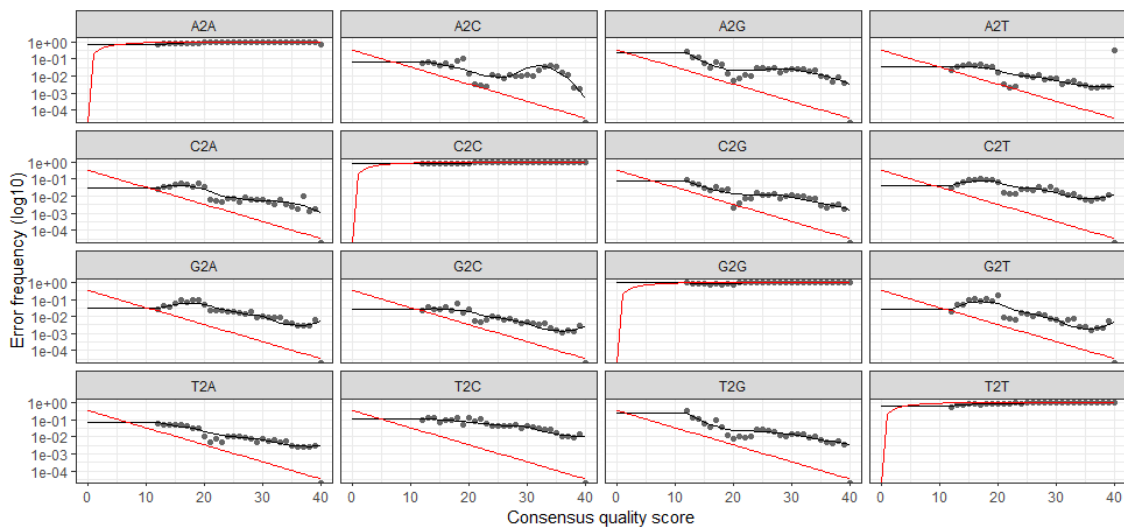 A2A A2C A2G A2T
1e+00
1e-01
1e-02
1e-03
1e-04
C2A C2C C2G C2T
1e+00
1e-01
1e-02
1e-03
1e-04
G2A G2C G2G G2T
1e+00
1e-01
1e-02
1e-03
1e-04
T2A T2C T2G T2T
1e+00
1e-01
1e-02
1e-03
1e-04
Error frequency (log10)
0 10 20 30 40 0 10 20 30 40 0 10 20 30 40 0 10 20 30 40
Consensus quality score